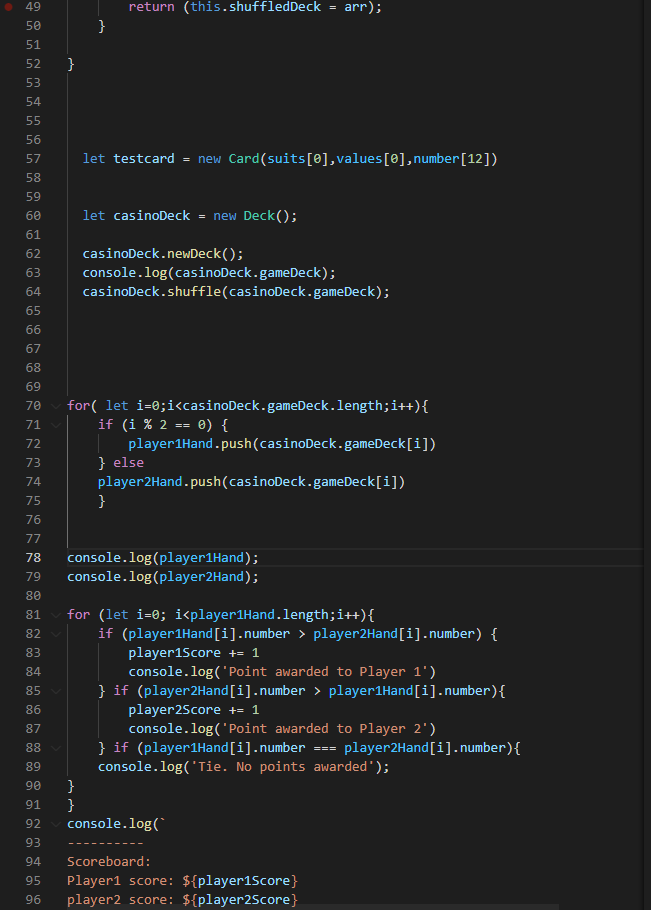 49 return (this.shuffledDeck = arr);
50 }
51
52 }
53
54
55
56
57 let testcard = new Card(suits[0],values[0],number[12])
58
59
60 let casinoDeck = new Deck();
61
62 casinoDeck.newDeck();
63 console.log(casinoDeck.gameDeck);
64 casinoDeck.shuffle(casinoDeck.gameDeck);
65
66
67
68
69
70 for( let i=0;i<casinoDeck.gameDeck.length;i++){
71 if (i % 2 == 0) {
72 player1Hand.push(casinoDeck.gameDeck[i])
73 } else
74 player2Hand.push(casinoDeck.gameDeck[i])
75 }
76
77
78 console.log(player1Hand);
79 console.log(player2Hand);
80
81 for (let i=0; i<player1Hand.length;i++){
82 if (player1Hand[i].number > player2Hand[i].number) {
83 player1Score += 1
84 console.log('Point awarded to Player 1')
85 } if (player2Hand[i].number > player1Hand[i].number){
86 player2Score += 1
87 console.log('Point awarded to Player 2')
88 } if (player1Hand[i].number === player2Hand[i].number){
89 console.log('Tie. No points awarded');
90 }
91 }
92 console.log(`
93 ----------
94 Scoreboard:
95 Player1 score: ${player1Score}
96 player2 score: ${player2Score}